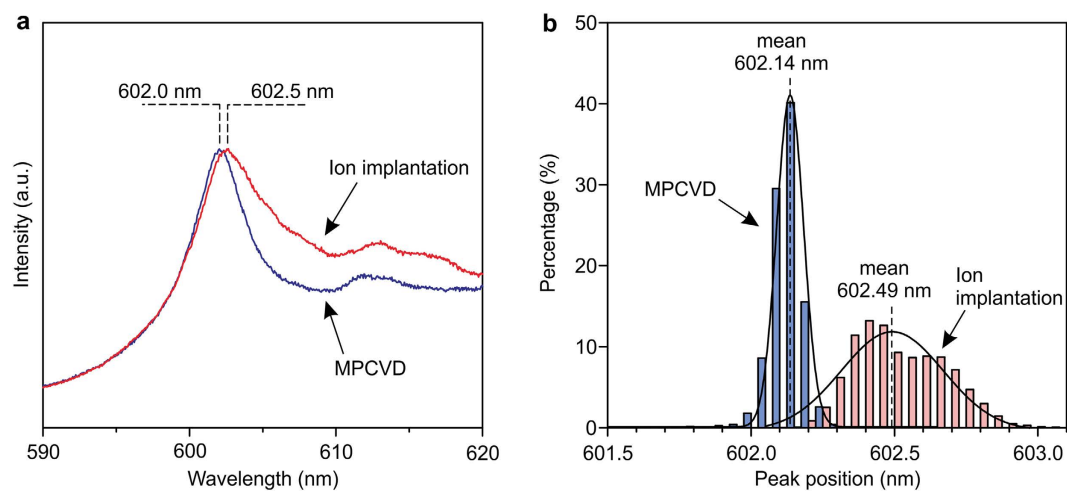 a
602.0 nm
602.5 nm
Ion implantation
MPCVD
Intensity (a.u.)
590
600
610
620
Wavelength (nm)
b
50
40
30
20
10
0
Percentage (%)
mean
602.14 nm
MPCVD
mean
602.49 nm
Ion
implantation
601.5
602.0
602.5
603.0
Peak position (nm)